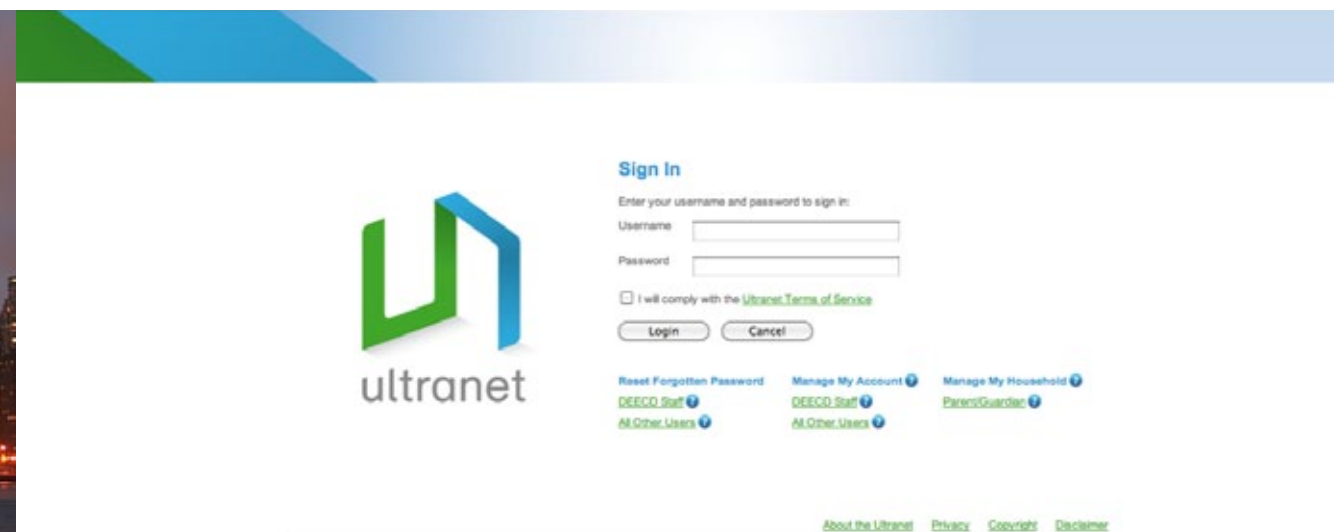 Sign In
Enter your username and password to sign in:
Username
Password
I will comply with the Ultranet Terms of Service
Login Cancel
ultranet
Reset Forgotten Password Manage My Account ? Manage My Household ?
DEECD Staff ? DEECD Staff ? Parent/Guardian ?
All Other Users ? All Other Users ?
About the Ultranet Privacy Copyright Disclaimer